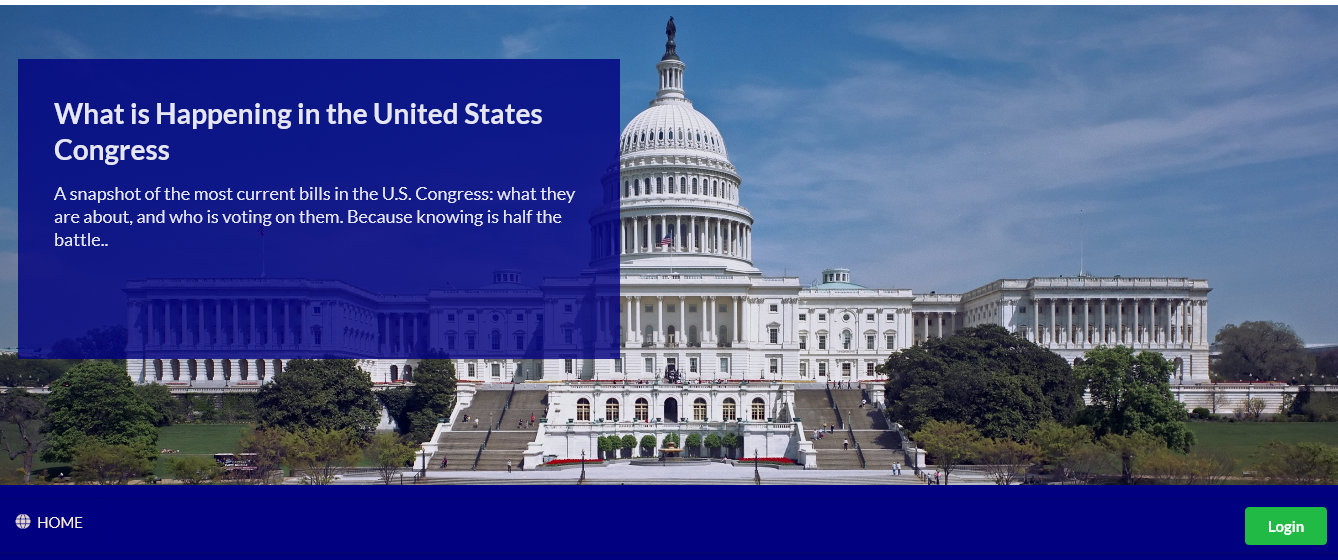 What is Happening in the United States
Congress
A snapshot of the most current bills in the U.S. Congress: what they
are about, and who is voting on them. Because knowing is half the
battle..
HOME
Login